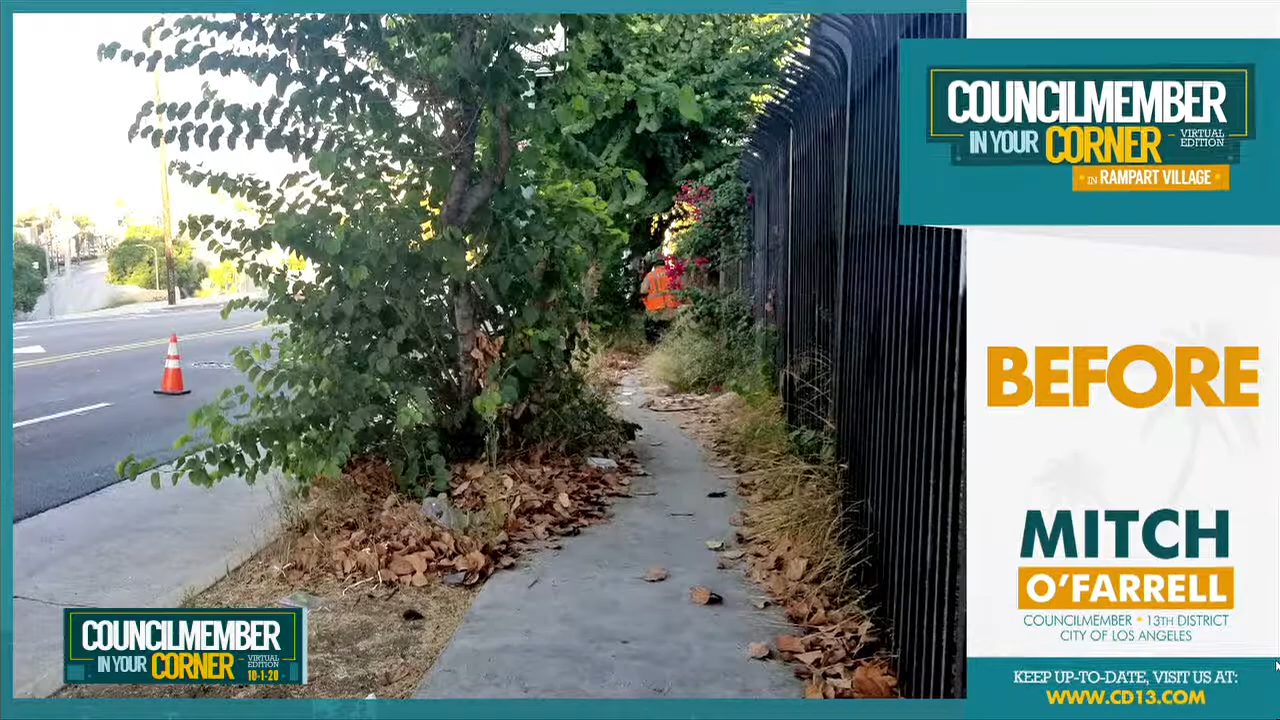 COUNCILMEMBER
IN YOUR CORNER VIRTUAL EDITION
IN RAMPART VILLAGE
BEFORE
MITCH
O'FARRELL
COUNCILMEMBER • 13TH DISTRICT
CITY OF LOS ANGELES
KEEP UP-TO-DATE, VISIT US AT:
WWW.CD13.COM
COUNCILMEMBER
IN YOUR CORNER VIRTUAL EDITION
10-1-20